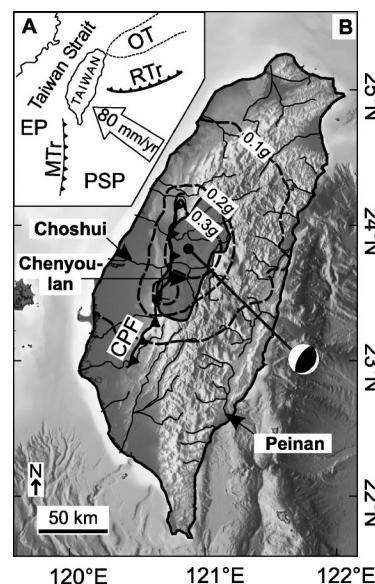 A
B
Taiwan Strait
TAIWAN
OT
RTr
EP
MTr
80 mm/yr
PSP
25°N
0.1g
0.2g
0.3g
Choshui
24°N
Chenyou-
lan
CPF
23°N
Peinan
N
50 km
22°N
120°E
121°E
122°E